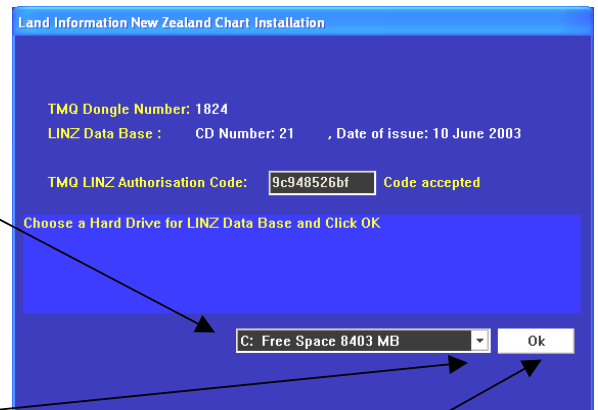 Land Information New Zealand Chart Installation
TMQ Dongle Number: 1824
LINZ Data Base : CD Number: 21 , Date of issue: 10 June 2003
TMQ LINZ Authorisation Code: 9c948526bf Code accepted
Choose a Hard Drive for LINZ Data Base and Click OK
C: Free Space 8403 MB Ok